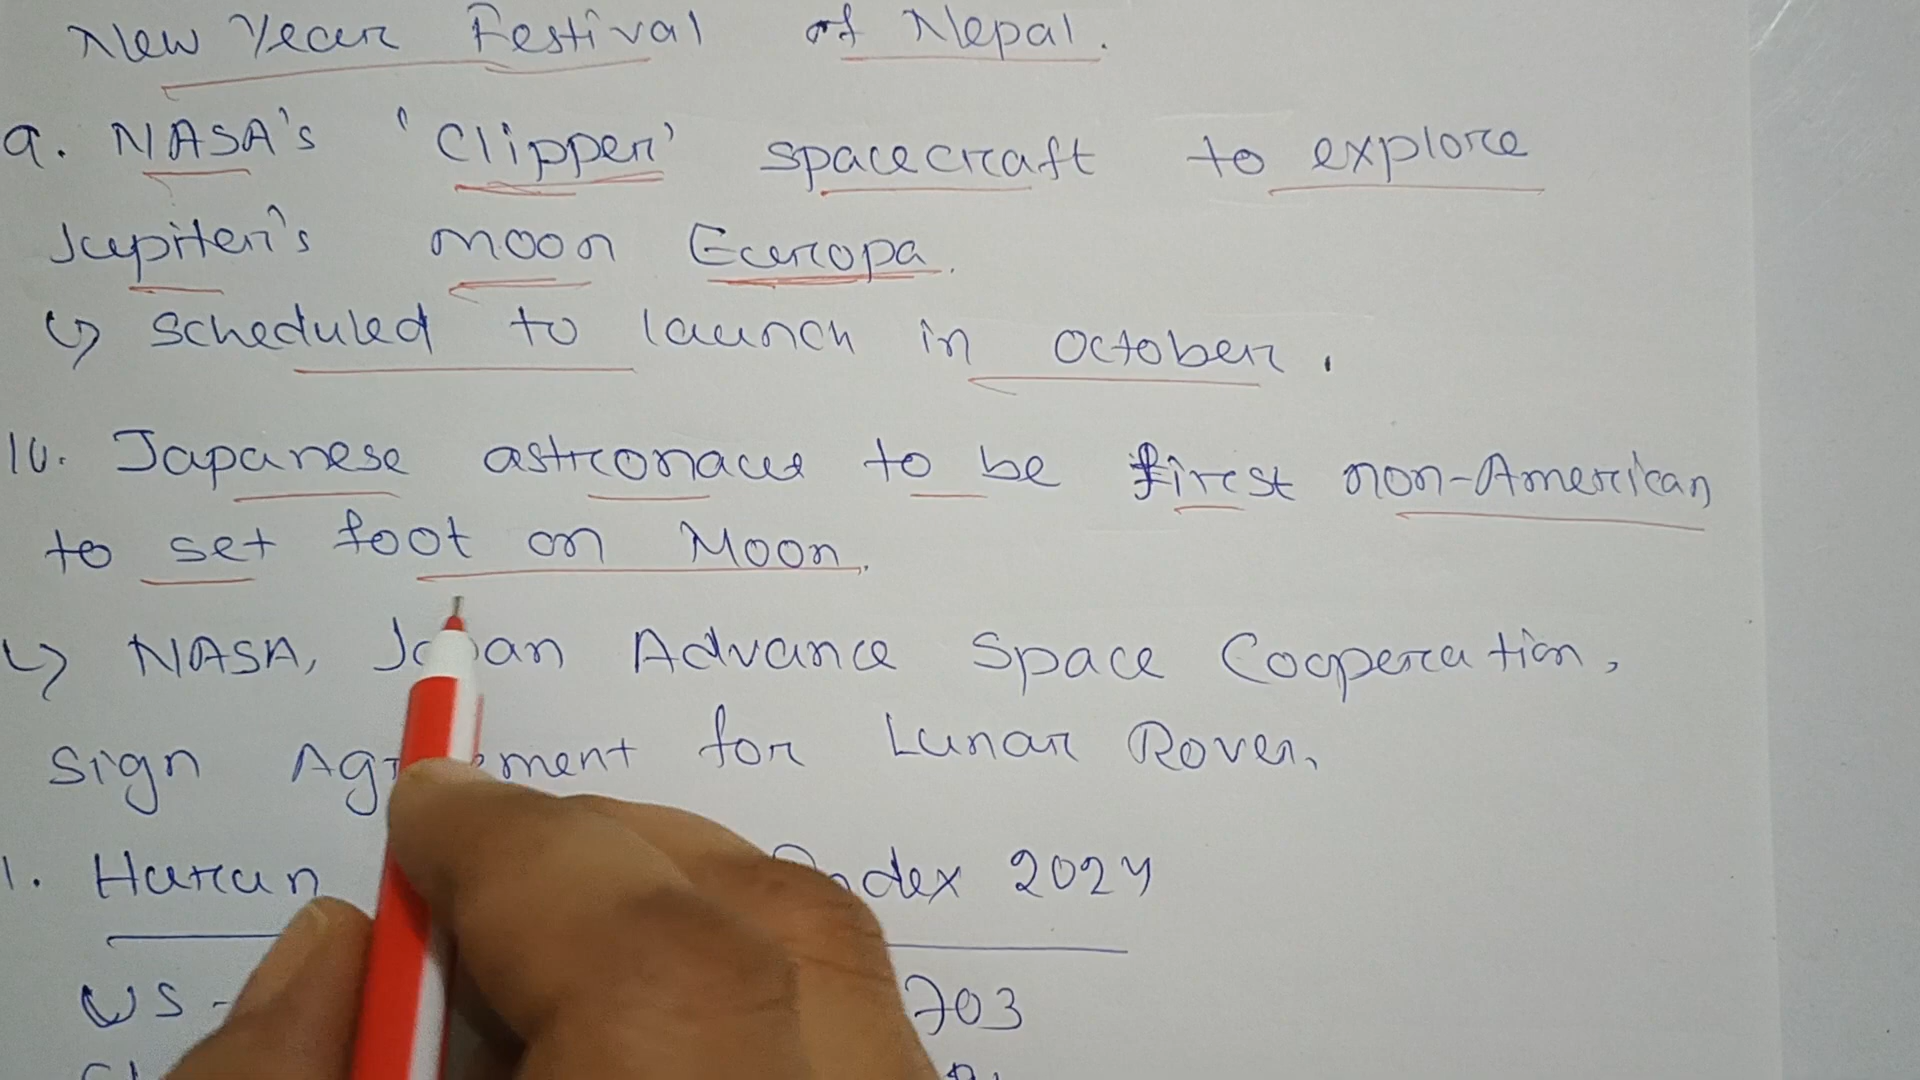 New Year Festival of Nepal.
9. NASA's 'Clipper' spacecraft to explore
Jupiter's moon Europa.
↳ scheduled to launch in October.
10. Japanese astronaut to be first non-American
to set foot on Moon.
↳ NASA, Japan Advance Space Cooperation,
sign Agreement for Lunar Rover.
1. Hurun Index 2024
US - 703